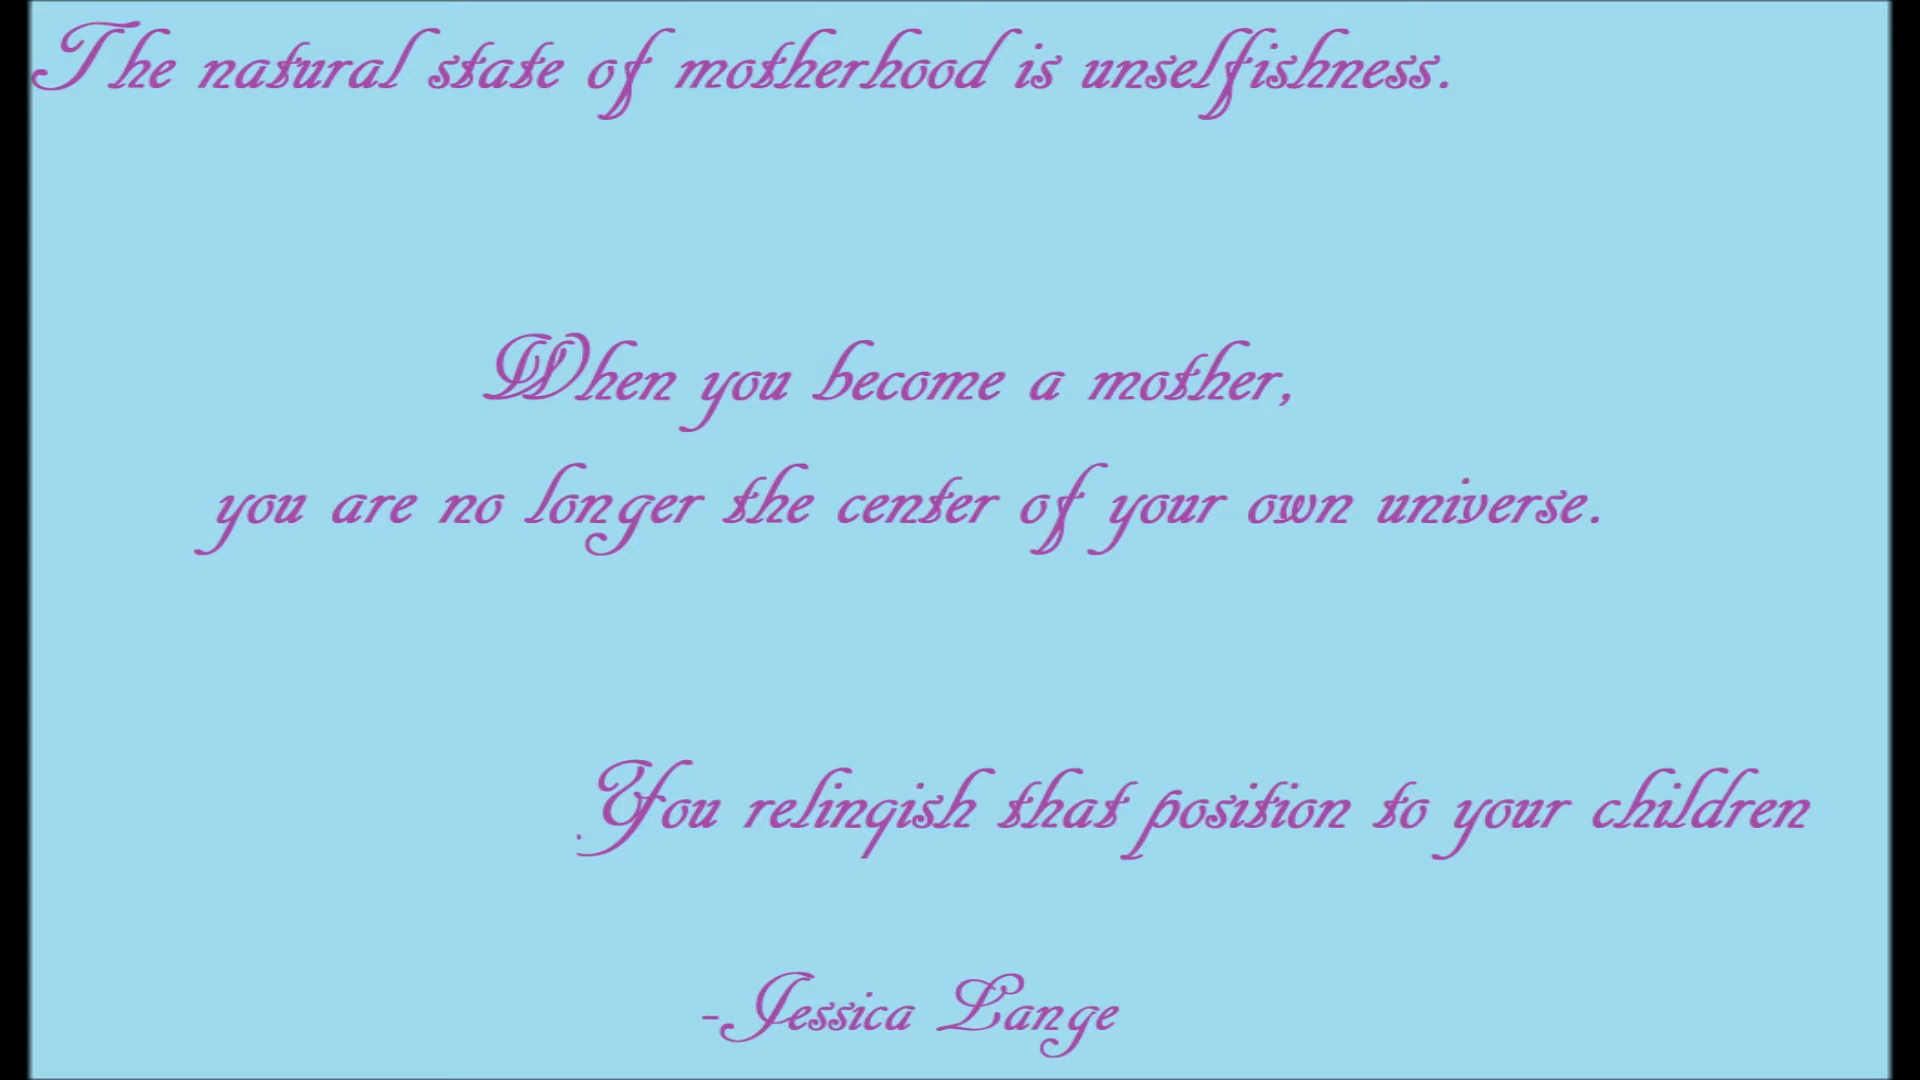 The natural state of motherhood is unselfishness.
When you become a mother,
you are no longer the center of your own universe.
.You relinqish that position to your children
-Jessica Lange